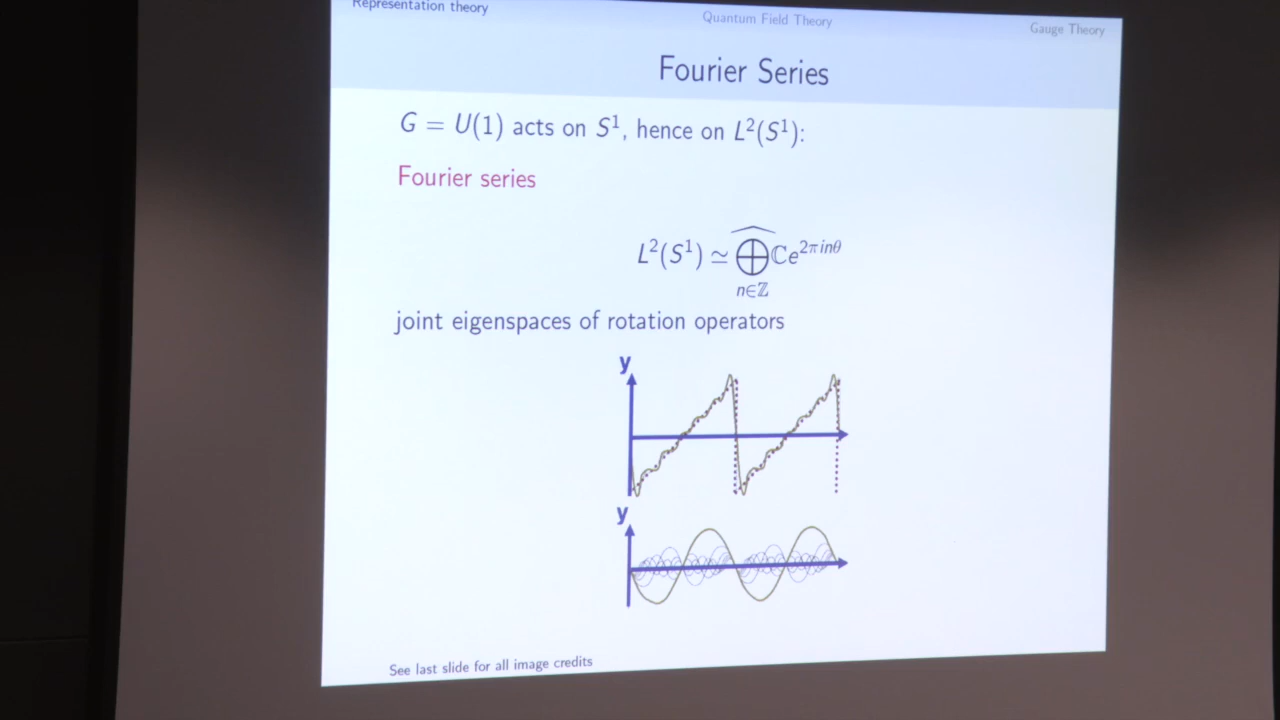 Representation theory
Quantum Field Theory
Gauge Theory
Fourier Series
G = U(1) acts on S¹, hence on L²(S¹):
Fourier series
L²(S¹) ≃ ⨁̂ ℂe^{2πinθ}
n∈ℤ
joint eigenspaces of rotation operators
y
y
See last slide for all image credits